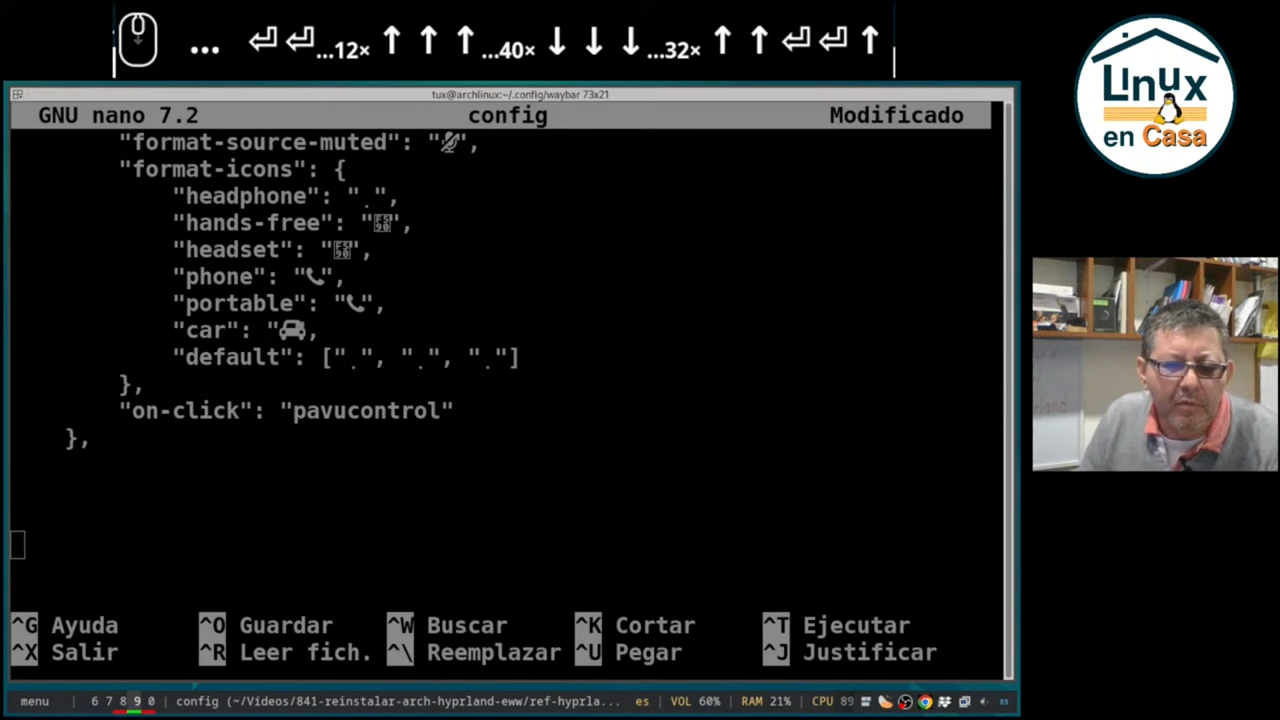 ... ⏎ ⏎ ...12× ↑ ↑ ↑ ...40× ↓ ↓ ↓ ...32× ↑ ↑ ⏎ ⏎ ↑
LInux
en Casa
tux@archlinux:~/.config/waybar 73x21
GNU nano 7.2 config Modificado
"format-source-muted": "",
"format-icons": {
"headphone": "",
"hands-free": "",
"headset": "",
"phone": "",
"portable": "",
"car": "",
"default": ["", "", ""]
},
"on-click": "pavucontrol"
},
^G Ayuda ^O Guardar ^W Buscar ^K Cortar ^T Ejecutar
^X Salir ^R Leer fich. ^\ Reemplazar ^U Pegar ^J Justificar
menu 6 7 8 9 0 config (~/Vídeos/841-reinstalar-arch-hyprland-eww/ref-hyprla... es VOL 60% RAM 21% CPU 89 ES